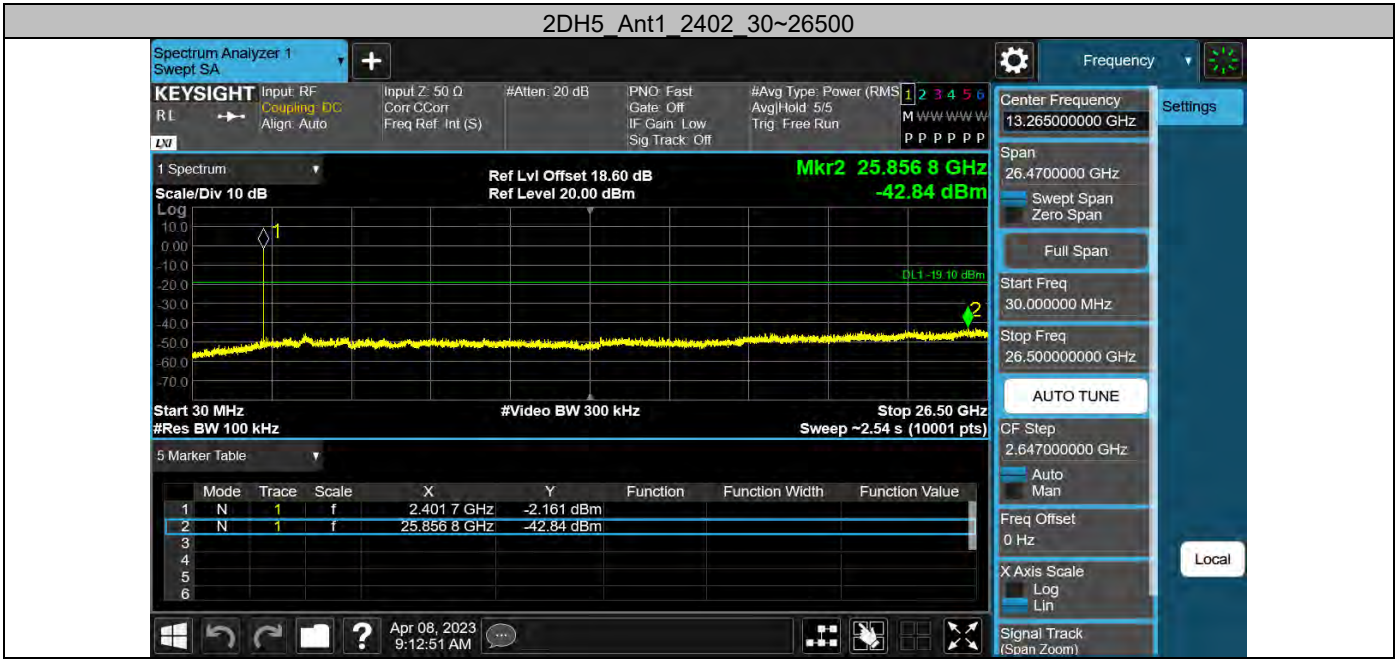 2DH5_Ant1_2402_30~26500
Spectrum Analyzer 1
Swept SA
Frequency
KEYSIGHT
RL
LXI
Input: RF
Coupling: DC
Align: Auto
Input Z: 50 Ω
Corr CCorr
Freq Ref: Int (S)
#Atten: 20 dB
PNO: Fast
Gate: Off
IF Gain: Low
Sig Track: Off
#Avg Type: Power (RMS
Avg|Hold: 5/5
Trig: Free Run
1 2 3 4 5 6
M W W W W W
P P P P P P
Center Frequency
13.265000000 GHz
Settings
1 Spectrum
Scale/Div 10 dB
Ref Lvl Offset 18.60 dB
Ref Level 20.00 dBm
Mkr2 25.856 8 GHz
-42.84 dBm
Span
26.4700000 GHz
Swept Span
Zero Span
Full Span
Log
10.0
0.00
-10.0
-20.0
-30.0
-40.0
-50.0
-60.0
-70.0
1
DL1 -19.10 dBm
2
Start Freq
30.000000 MHz
Stop Freq
26.500000000 GHz
AUTO TUNE
Start 30 MHz
#Video BW 300 kHz
Stop 26.50 GHz
#Res BW 100 kHz
Sweep ~2.54 s (10001 pts)
CF Step
2.647000000 GHz
Auto
Man
5 Marker Table
Mode Trace Scale X Y Function Function Width Function Value
1 N 1 f 2.401 7 GHz -2.161 dBm
2 N 1 f 25.856 8 GHz -42.84 dBm
3
4
5
6
Freq Offset
0 Hz
X Axis Scale
Log
Lin
Local
Signal Track
(Span Zoom)
?
Apr 08, 2023
9:12:51 AM